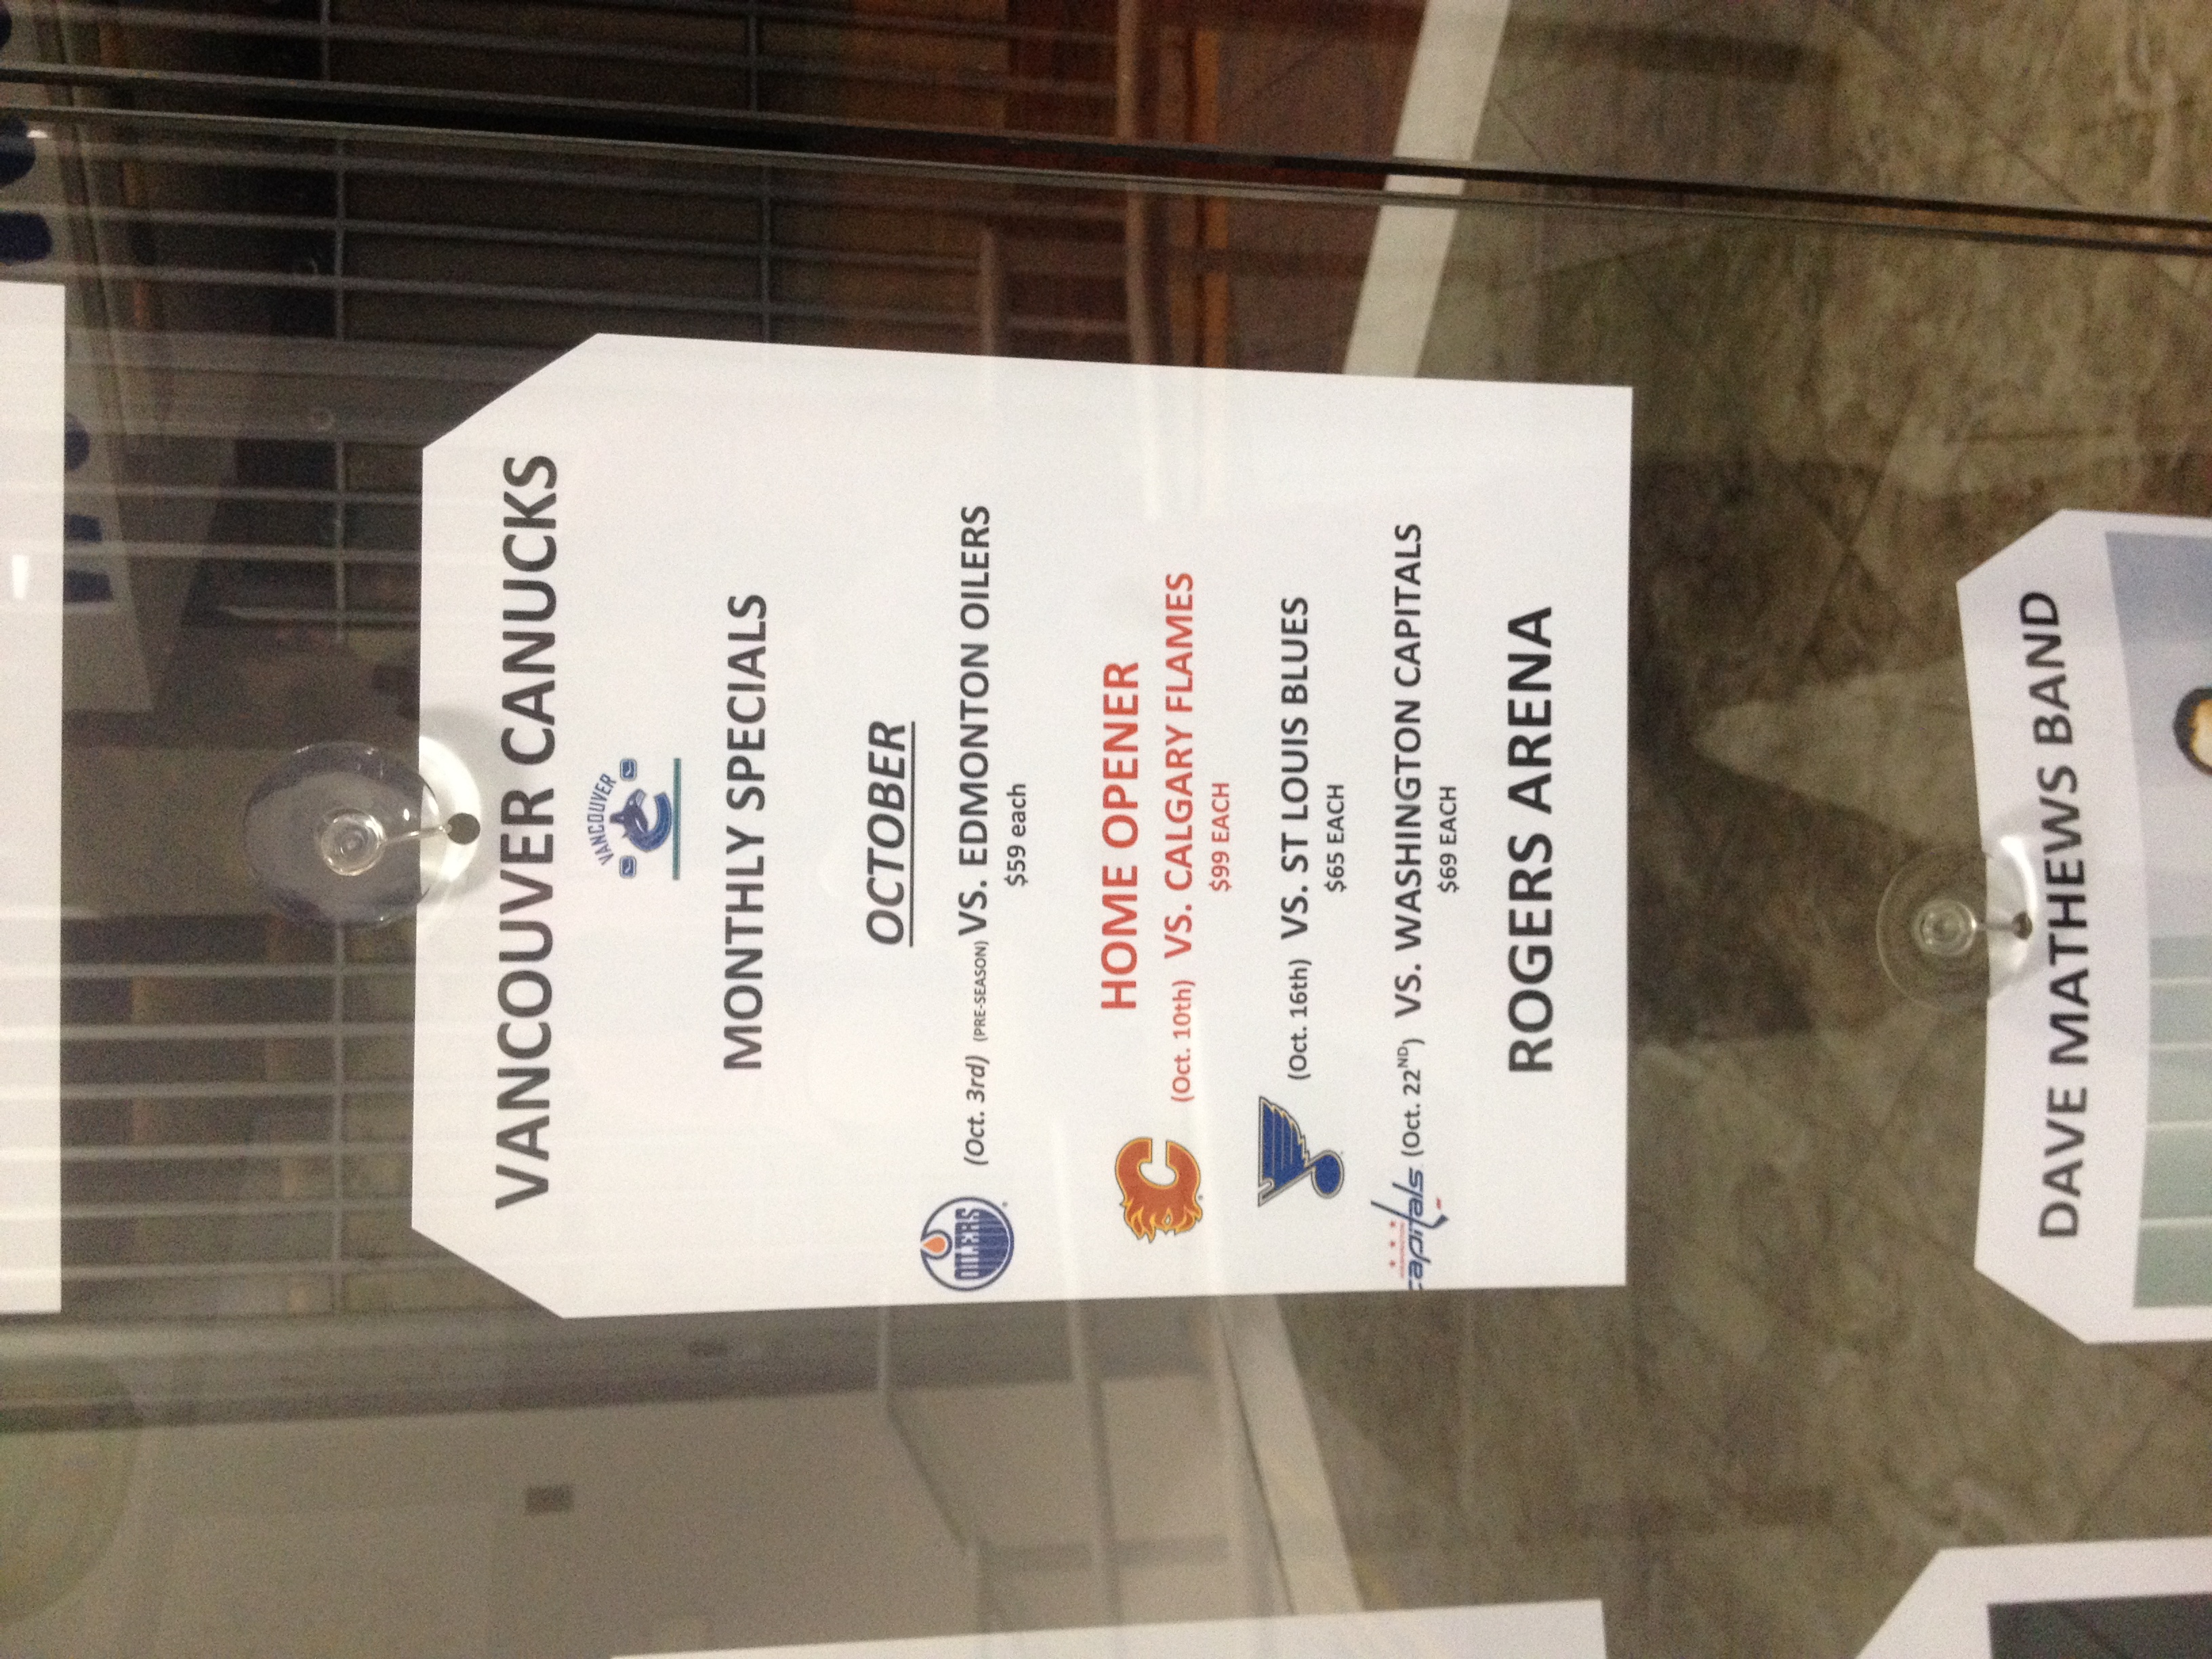 VANCOUVER CANUCKS
VANCOUVER
MONTHLY SPECIALS
OCTOBER
OILERS
(Oct. 3rd) (PRE-SEASON) VS. EDMONTON OILERS
$59 each
HOME OPENER
(Oct. 10th) VS. CALGARY FLAMES
$99 EACH
(Oct. 16th) VS. ST LOUIS BLUES
$65 EACH
WASHINGTON
capitals
(Oct. 22ND) VS. WASHINGTON CAPITALS
$69 EACH
ROGERS ARENA
DAVE MATHEWS BAND